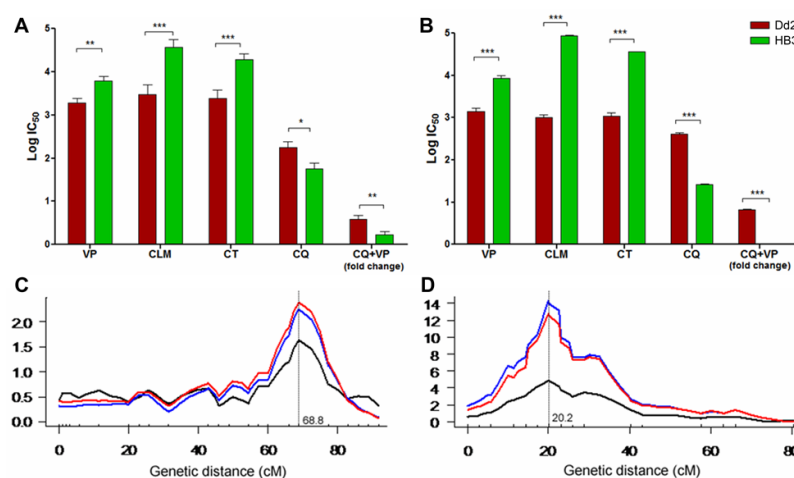 A
B
Dd2
HB3
Log IC50
5
4
3
2
1
0
**
***
***
*
**
VP
CLM
CT
CQ
CQ+VP
(fold change)
Log IC50
5
4
3
2
1
0
***
***
***
***
***
VP
CLM
CT
CQ
CQ+VP
(fold change)
C
2.0
1.5
1.0
0.5
0.0
68.8
0
20
40
60
80
Genetic distance (cM)
D
14
12
10
8
6
4
2
0
20.2
0
20
40
60
80
Genetic distance (cM)